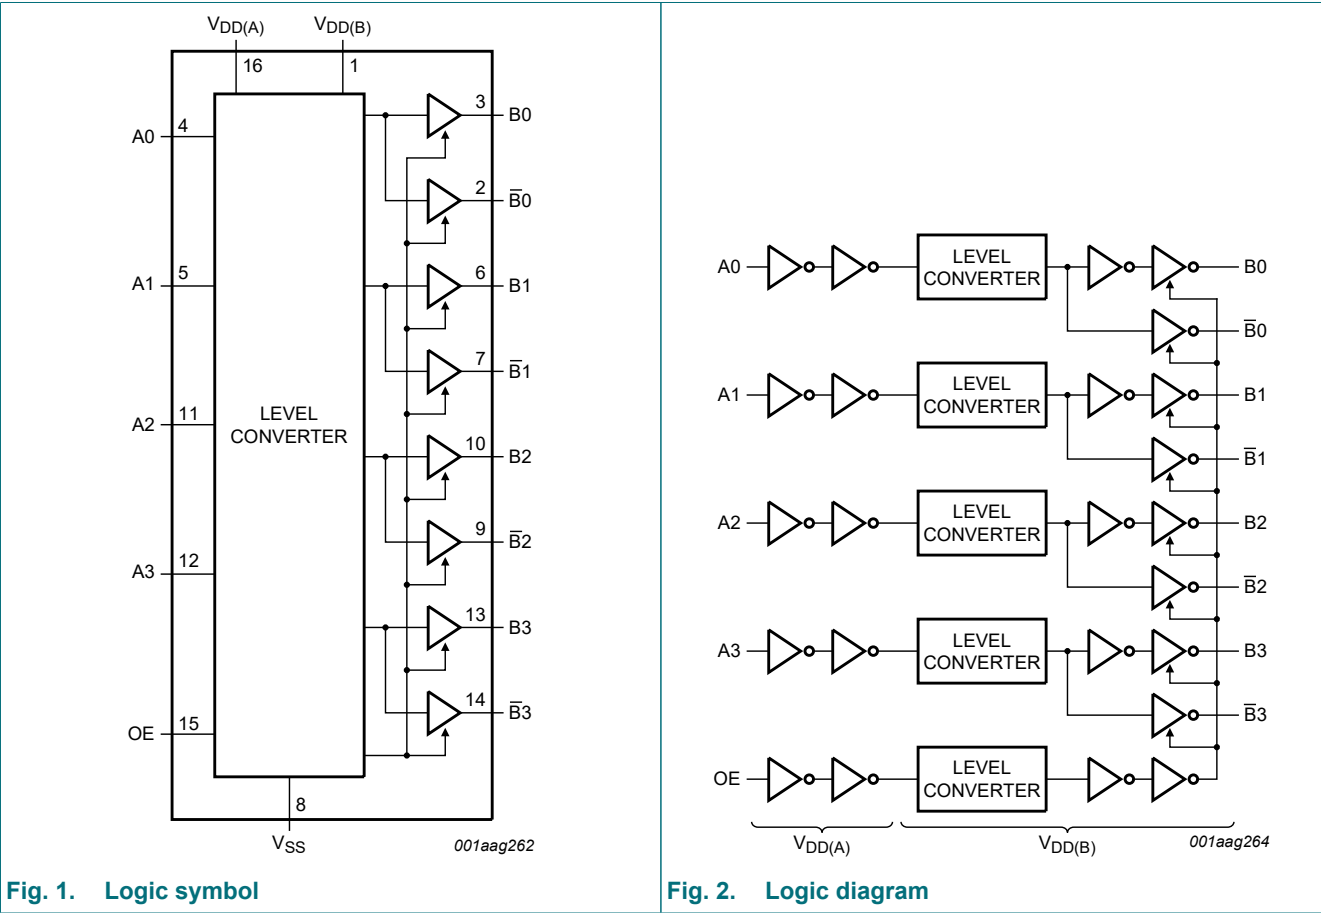 VDD(A) VDD(B)
16 1
A0 4
A1 5
A2 11
A3 12
OE 15
LEVEL
CONVERTER
3 B0
2 B̅0
6 B1
7 B̅1
10 B2
9 B̅2
13 B3
14 B̅3
8
VSS
001aag262
Fig. 1. Logic symbol
A0 LEVEL
CONVERTER
B0
B̅0
A1 LEVEL
CONVERTER
B1
B̅1
A2 LEVEL
CONVERTER
B2
B̅2
A3 LEVEL
CONVERTER
B3
B̅3
OE LEVEL
CONVERTER
VDD(A) VDD(B)
001aag264
Fig. 2. Logic diagram